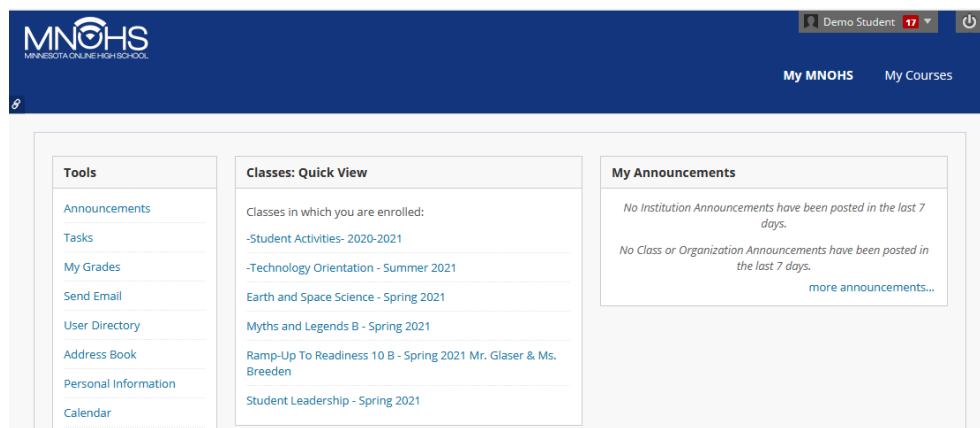 MNOHS
MINNESOTA ONLINE HIGH SCHOOL
Demo Student 17
My MNOHS My Courses
Tools
Announcements
Tasks
My Grades
Send Email
User Directory
Address Book
Personal Information
Calendar
Classes: Quick View
Classes in which you are enrolled:
-Student Activities- 2020-2021
-Technology Orientation - Summer 2021
Earth and Space Science - Spring 2021
Myths and Legends B - Spring 2021
Ramp-Up To Readiness 10 B - Spring 2021 Mr. Glaser & Ms.
Breeden
Student Leadership - Spring 2021
My Announcements
No Institution Announcements have been posted in the last 7
days.
No Class or Organization Announcements have been posted in
the last 7 days.
more announcements...